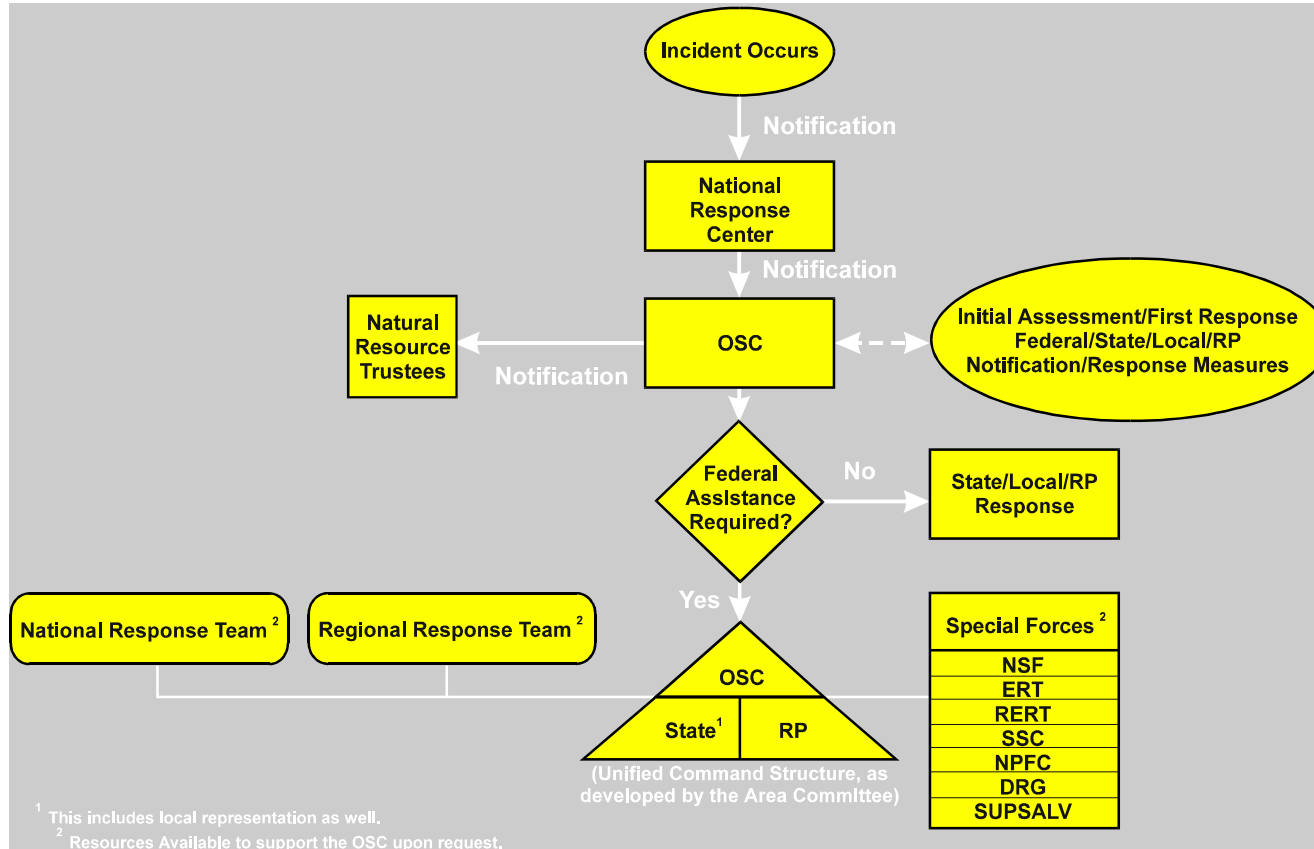 Incident Occurs
Notification
National
Response
Center
Notification
Natural
Resource
Trustees
Notification
OSC
Initial Assessment/First Response
Federal/State/Local/RP
Notification/Response Measures
Federal
Assistance
Required?
No
State/Local/RP
Response
Yes
National Response Team 2
Regional Response Team 2
OSC
State1
RP
(Unified Command Structure, as
developed by the Area Committee)
Special Forces 2
NSF
ERT
RERT
SSC
NPFC
DRG
SUPSALV
1 This includes local representation as well.
2 Resources Available to support the OSC upon request.